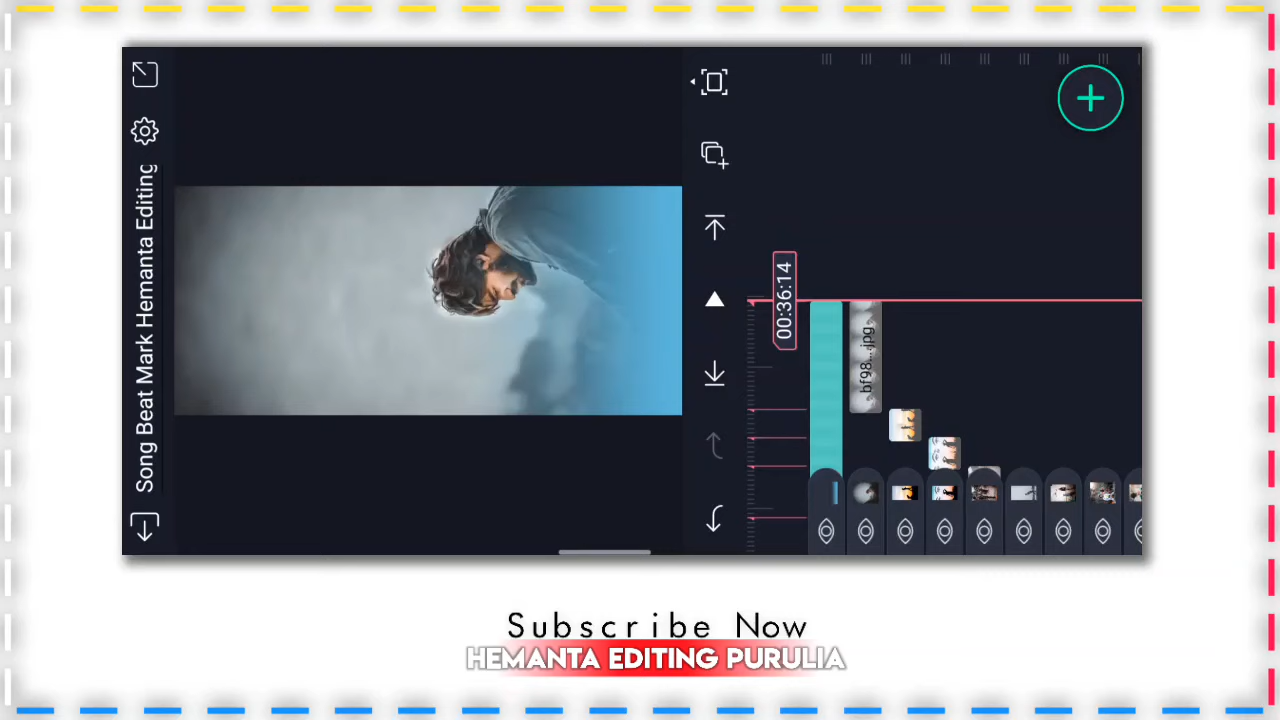 Song Beat Mark Hemanta Editing
00:36:14
bf98...jpg
Subscribe Now
HEMANTA EDITING PURULIA